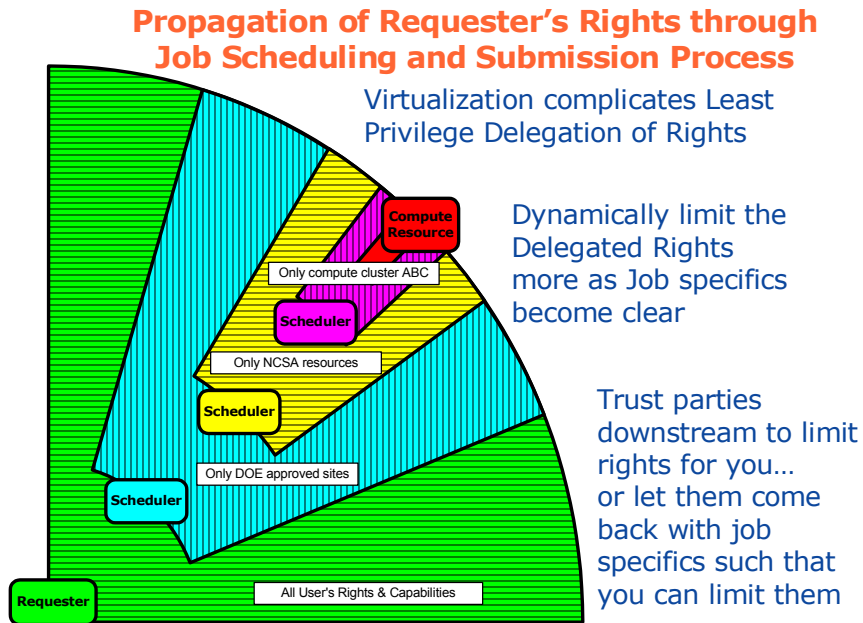 Propagation of Requester’s Rights through
Job Scheduling and Submission Process
Virtualization complicates Least
Privilege Delegation of Rights
Compute
Resource
Dynamically limit the
Delegated Rights
more as Job specifics
become clear
Only compute cluster ABC
Scheduler
Only NCSA resources
Scheduler
Trust parties
downstream to limit
rights for you…
or let them come
back with job
specifics such that
you can limit them
Only DOE approved sites
Scheduler
All User's Rights & Capabilities
Requester